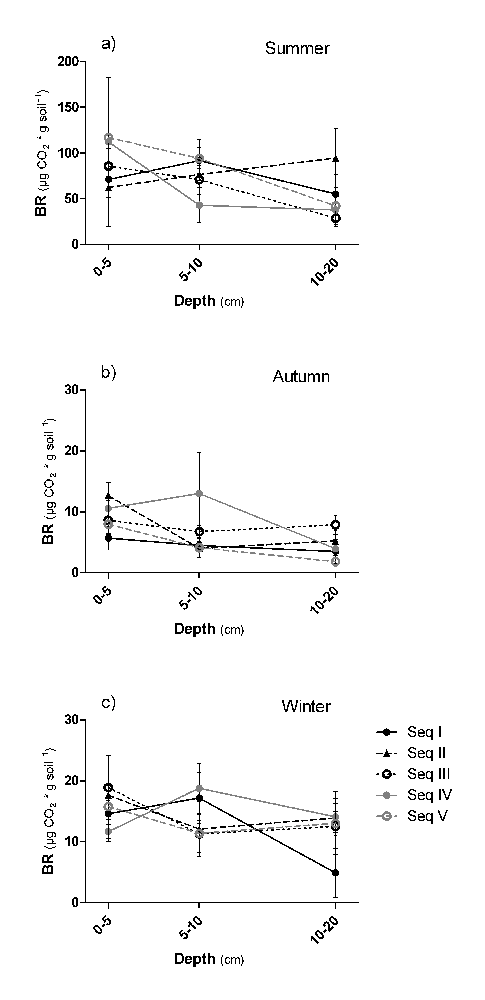 a)
Summer
200
150
100
50
0
BR (µg CO₂ * g soil⁻¹)
0-5
5-10
10-20
Depth (cm)
b)
Autumn
30
20
10
0
BR (µg CO₂ * g soil⁻¹)
0-5
5-10
10-20
Depth (cm)
c)
Winter
30
20
10
0
BR (µg CO₂ * g soil⁻¹)
0-5
5-10
10-20
Depth (cm)
Seq I
Seq II
Seq III
Seq IV
Seq V